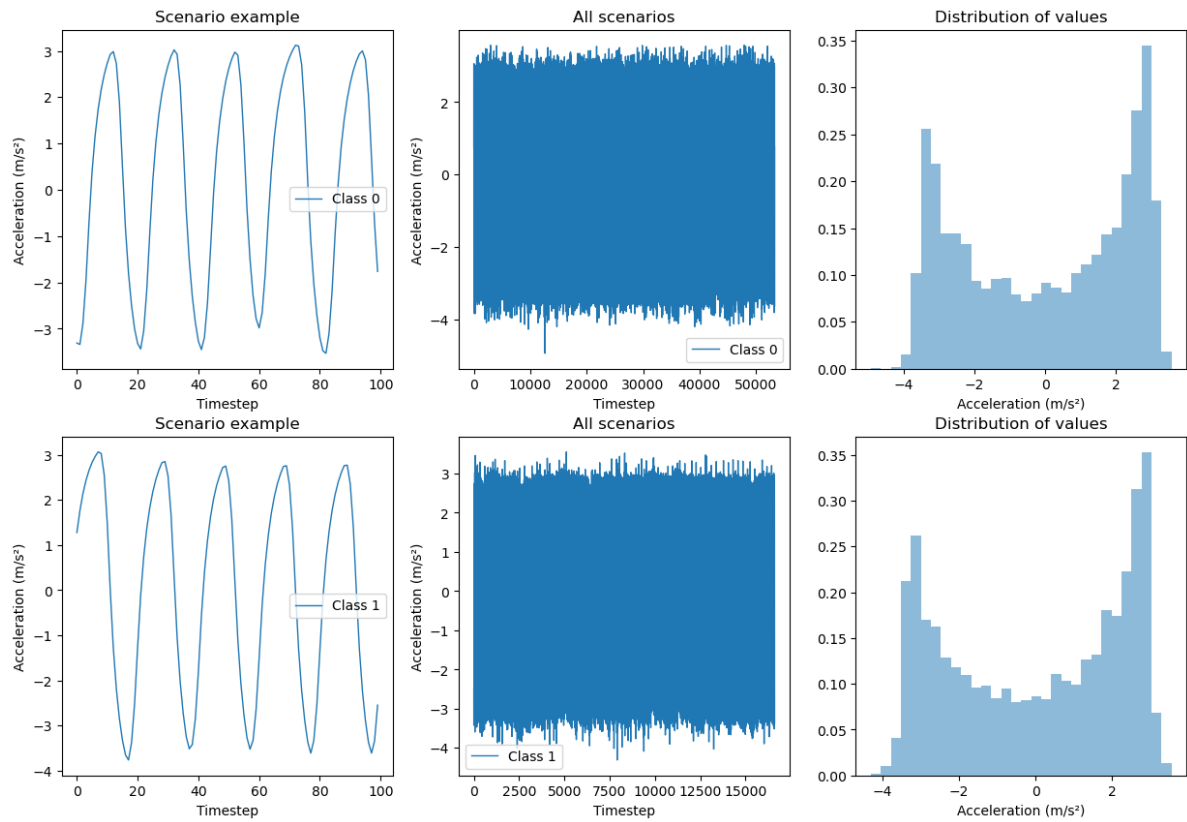 Scenario example
All scenarios
Distribution of values
3
2
1
0
−1
−2
−3
Acceleration (m/s²)
Class 0
0 20 40 60 80 100
Timestep
2
0
−2
−4
Acceleration (m/s²)
Class 0
0 10000 20000 30000 40000 50000
Timestep
0.35
0.30
0.25
0.20
0.15
0.10
0.05
0.00
−4 −2 0 2
Acceleration (m/s²)
Scenario example
All scenarios
Distribution of values
3
2
1
0
−1
−2
−3
−4
Acceleration (m/s²)
Class 1
0 20 40 60 80 100
Timestep
3
2
1
0
−1
−2
−3
−4
Acceleration (m/s²)
Class 1
0 2500 5000 7500 10000 12500 15000
Timestep
0.35
0.30
0.25
0.20
0.15
0.10
0.05
0.00
−4 −2 0 2
Acceleration (m/s²)